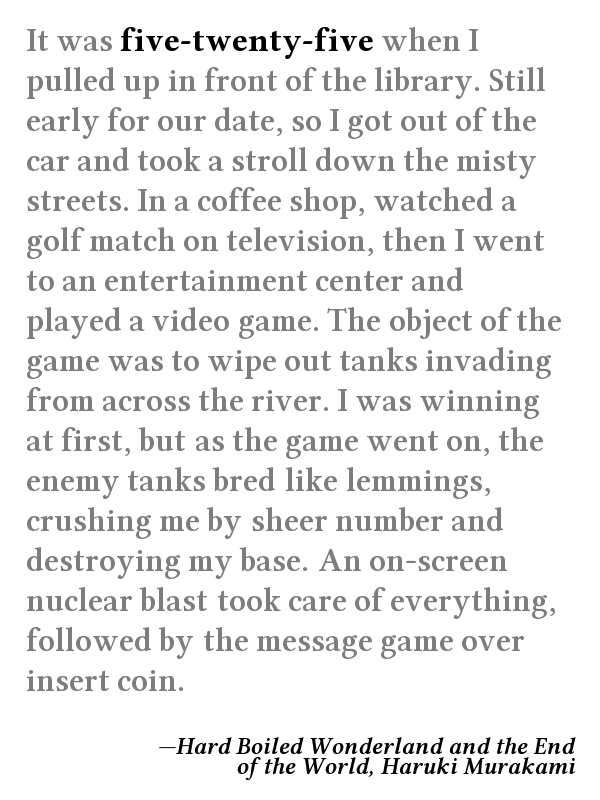 It was five-twenty-five when I
pulled up in front of the library. Still
early for our date, so I got out of the
car and took a stroll down the misty
streets. In a coffee shop, watched a
golf match on television, then I went
to an entertainment center and
played a video game. The object of the
game was to wipe out tanks invading
from across the river. I was winning
at first, but as the game went on, the
enemy tanks bred like lemmings,
crushing me by sheer number and
destroying my base. An on-screen
nuclear blast took care of everything,
followed by the message game over
insert coin.
—Hard Boiled Wonderland and the End
of the World, Haruki Murakami